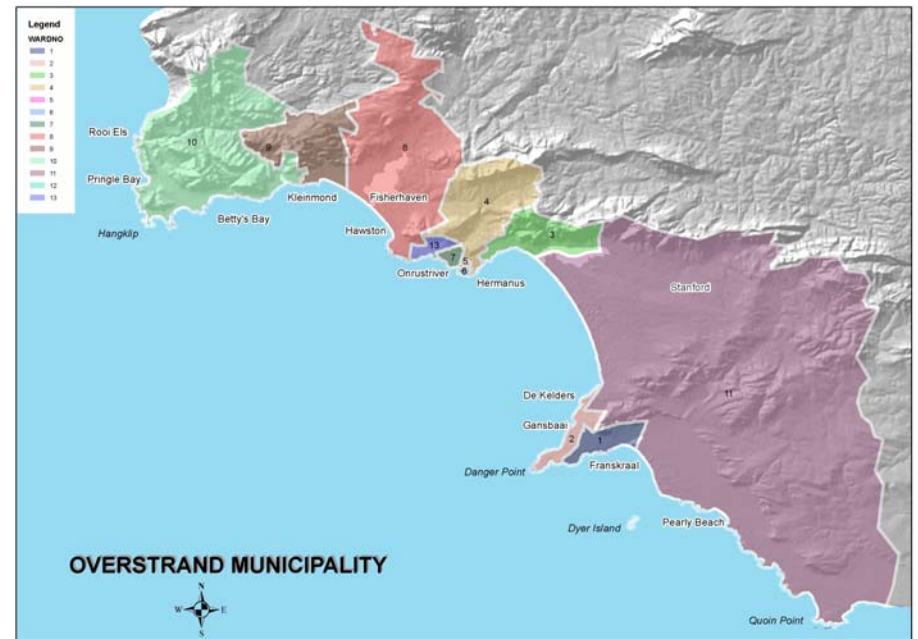 Legend
WARDNO
1
2
3
4
5
6
7
8
9
10
11
12
13
Rooi Els
10
9
8
Pringle Bay
Kleinmond
Fisherhaven
4
Betty's Bay
Hangklip
Hawston
3
13
7
5
6
Onrustriver
Hermanus
Stanford
De Kelders
11
Gansbaai
2
1
Danger Point
Franskraal
Dyer Island
Pearly Beach
OVERSTRAND MUNICIPALITY
N
W
E
S
Quoin Point